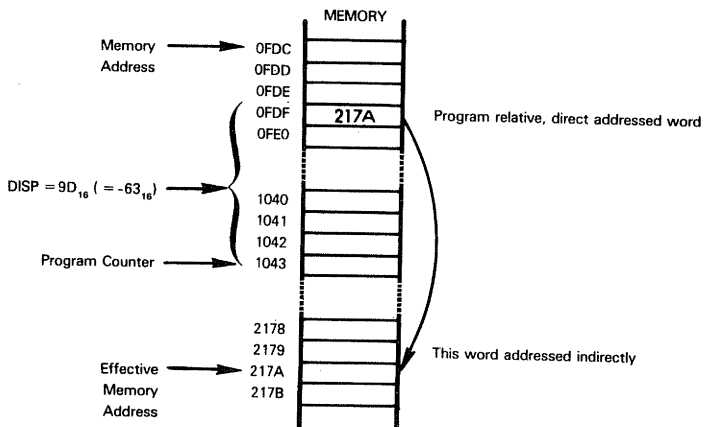 MEMORY
Memory
Address
0FDC
0FDD
0FDE
0FDF
0FE0
217A
Program relative, direct addressed word
DISP = 9D₁₆ ( = -63₁₆)
1040
1041
1042
1043
Program Counter
2178
2179
217A
217B
Effective
Memory
Address
This word addressed indirectly